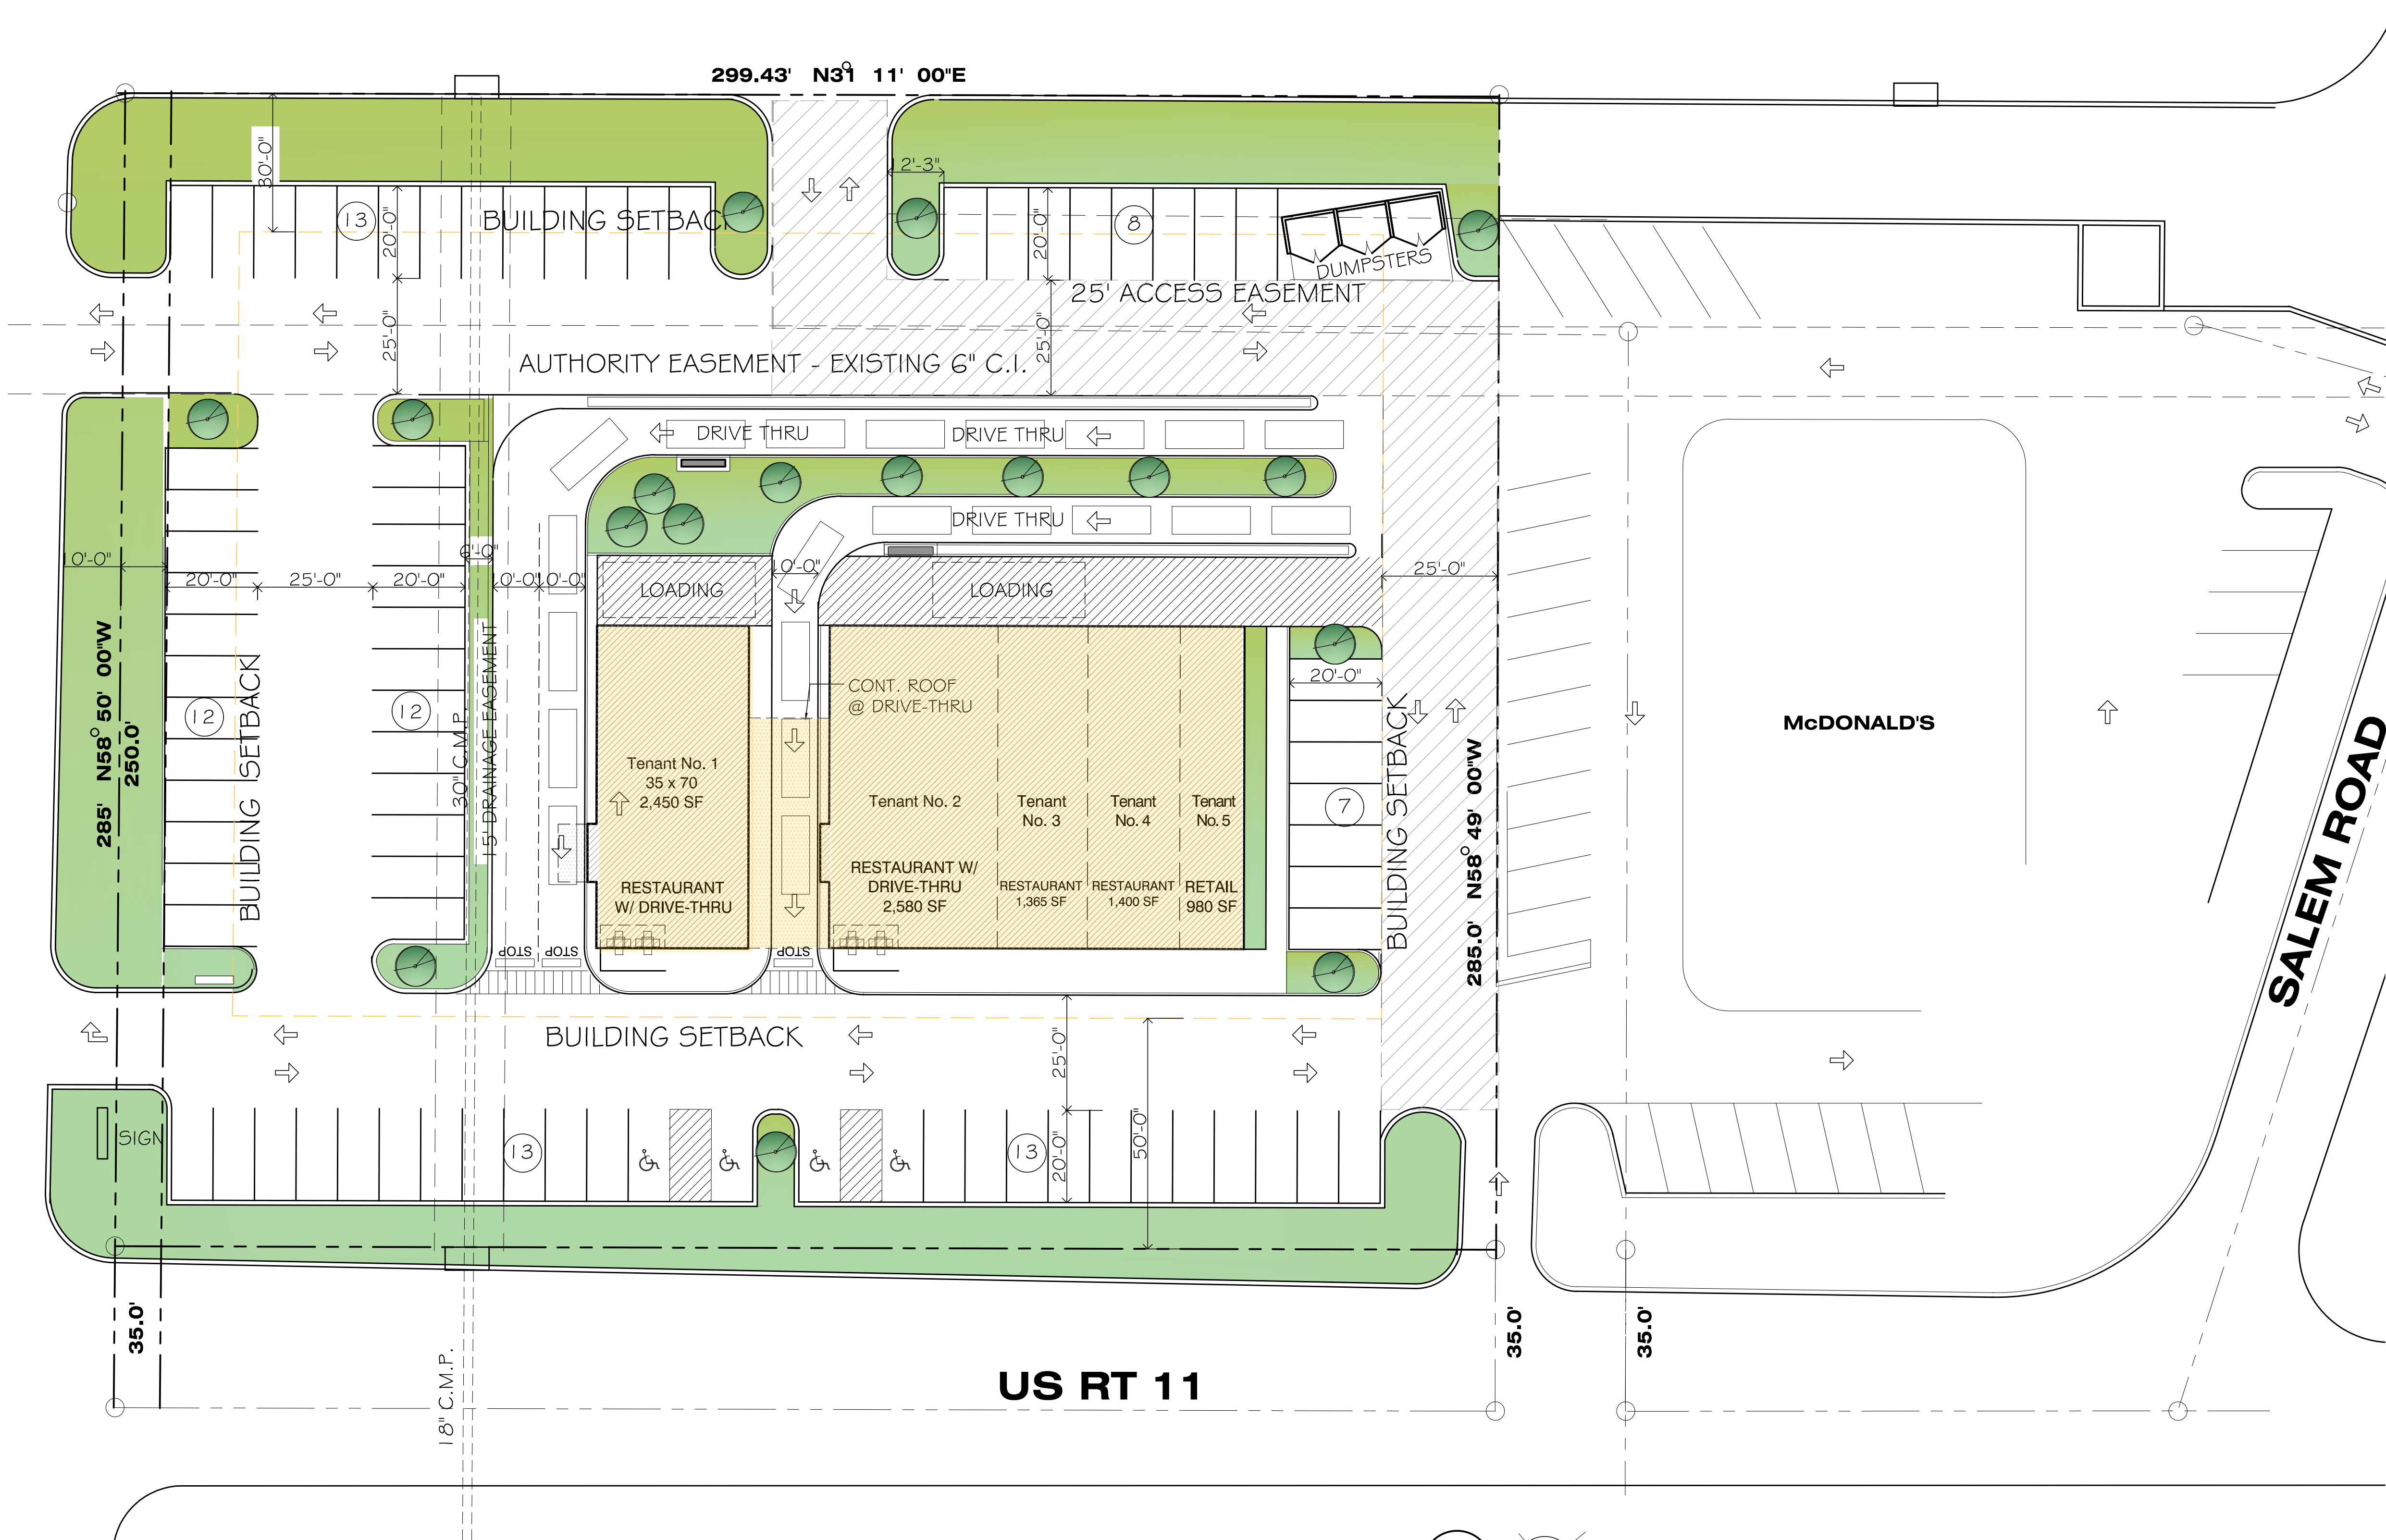 299.43' N31° 11' 00"E
30'-0"
13
20'-0"
BUILDING SETBACK
12'-3"
20'-0"
8
DUMPSTERS
25' ACCESS EASEMENT
25'-0"
25'-0"
AUTHORITY EASEMENT - EXISTING 6" C.I.
DRIVE THRU
DRIVE THRU
DRIVE THRU
10'-0"
20'-0"
25'-0"
20'-0"
6'-0"
10'-0"
10'-0"
LOADING
10'-0"
LOADING
25'-0"
285' N58° 50' 00"W
250.0'
12
BUILDING SETBACK
12
30" C.M.P.
15' DRAINAGE EASEMENT
CONT. ROOF
@ DRIVE-THRU
20'-0"
7
BUILDING SETBACK
285.0' N58° 49' 00"W
McDONALD'S
SALEM ROAD
Tenant No. 1
35 x 70
2,450 SF
RESTAURANT
W/ DRIVE-THRU
Tenant No. 2
RESTAURANT W/
DRIVE-THRU
2,580 SF
Tenant
No. 3
RESTAURANT
1,365 SF
Tenant
No. 4
RESTAURANT
1,400 SF
Tenant
No. 5
RETAIL
980 SF
STOP
STOP
STOP
BUILDING SETBACK
25'-0"
50'-0"
20'-0"
SIGN
13
13
35.0'
35.0'
35.0'
18" C.M.P.
US RT 11